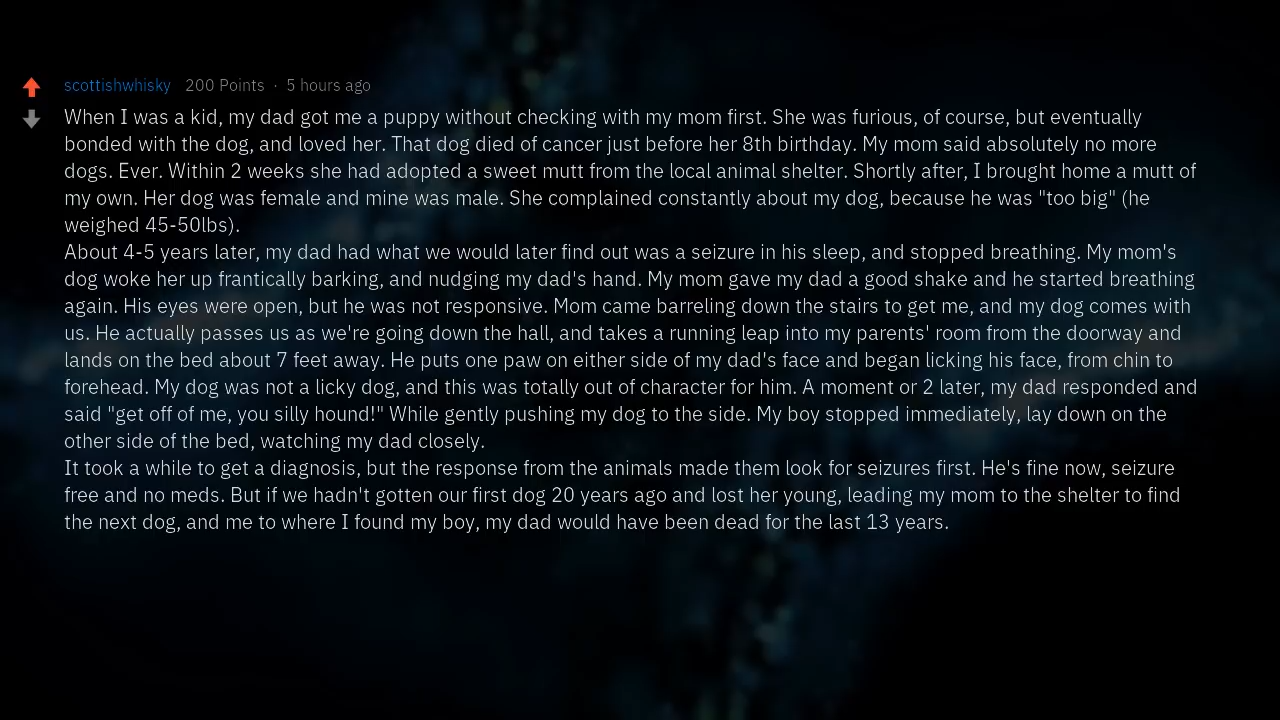 scottishwhisky 200 Points · 5 hours ago
When I was a kid, my dad got me a puppy without checking with my mom first. She was furious, of course, but eventually
bonded with the dog, and loved her. That dog died of cancer just before her 8th birthday. My mom said absolutely no more
dogs. Ever. Within 2 weeks she had adopted a sweet mutt from the local animal shelter. Shortly after, I brought home a mutt of
my own. Her dog was female and mine was male. She complained constantly about my dog, because he was "too big" (he
weighed 45-50lbs).
About 4-5 years later, my dad had what we would later find out was a seizure in his sleep, and stopped breathing. My mom's
dog woke her up frantically barking, and nudging my dad's hand. My mom gave my dad a good shake and he started breathing
again. His eyes were open, but he was not responsive. Mom came barreling down the stairs to get me, and my dog comes with
us. He actually passes us as we're going down the hall, and takes a running leap into my parents' room from the doorway and
lands on the bed about 7 feet away. He puts one paw on either side of my dad's face and began licking his face, from chin to
forehead. My dog was not a licky dog, and this was totally out of character for him. A moment or 2 later, my dad responded and
said "get off of me, you silly hound!" While gently pushing my dog to the side. My boy stopped immediately, lay down on the
other side of the bed, watching my dad closely.
It took a while to get a diagnosis, but the response from the animals made them look for seizures first. He's fine now, seizure
free and no meds. But if we hadn't gotten our first dog 20 years ago and lost her young, leading my mom to the shelter to find
the next dog, and me to where I found my boy, my dad would have been dead for the last 13 years.